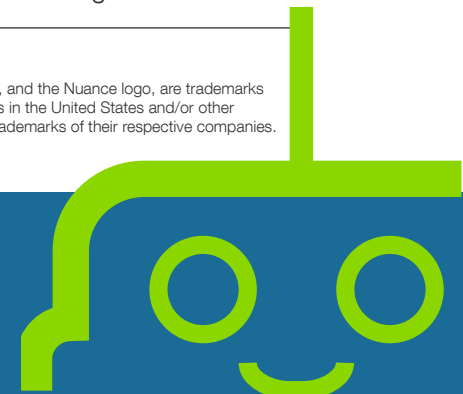 , and the Nuance logo, are trademarks
s in the United States and/or other
ademarks of their respective companies.